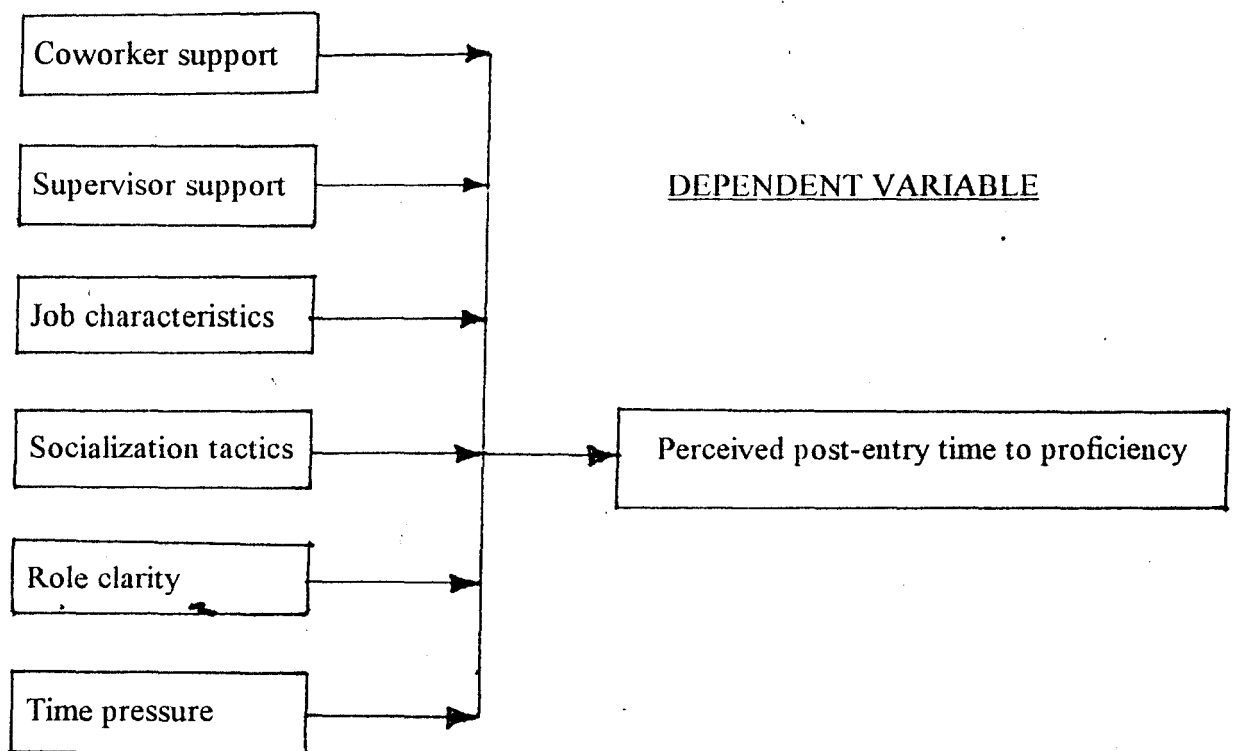 Coworker support
Supervisor support
DEPENDENT VARIABLE
Job characteristics
Socialization tactics
Perceived post-entry time to proficiency
Role clarity
Time pressure